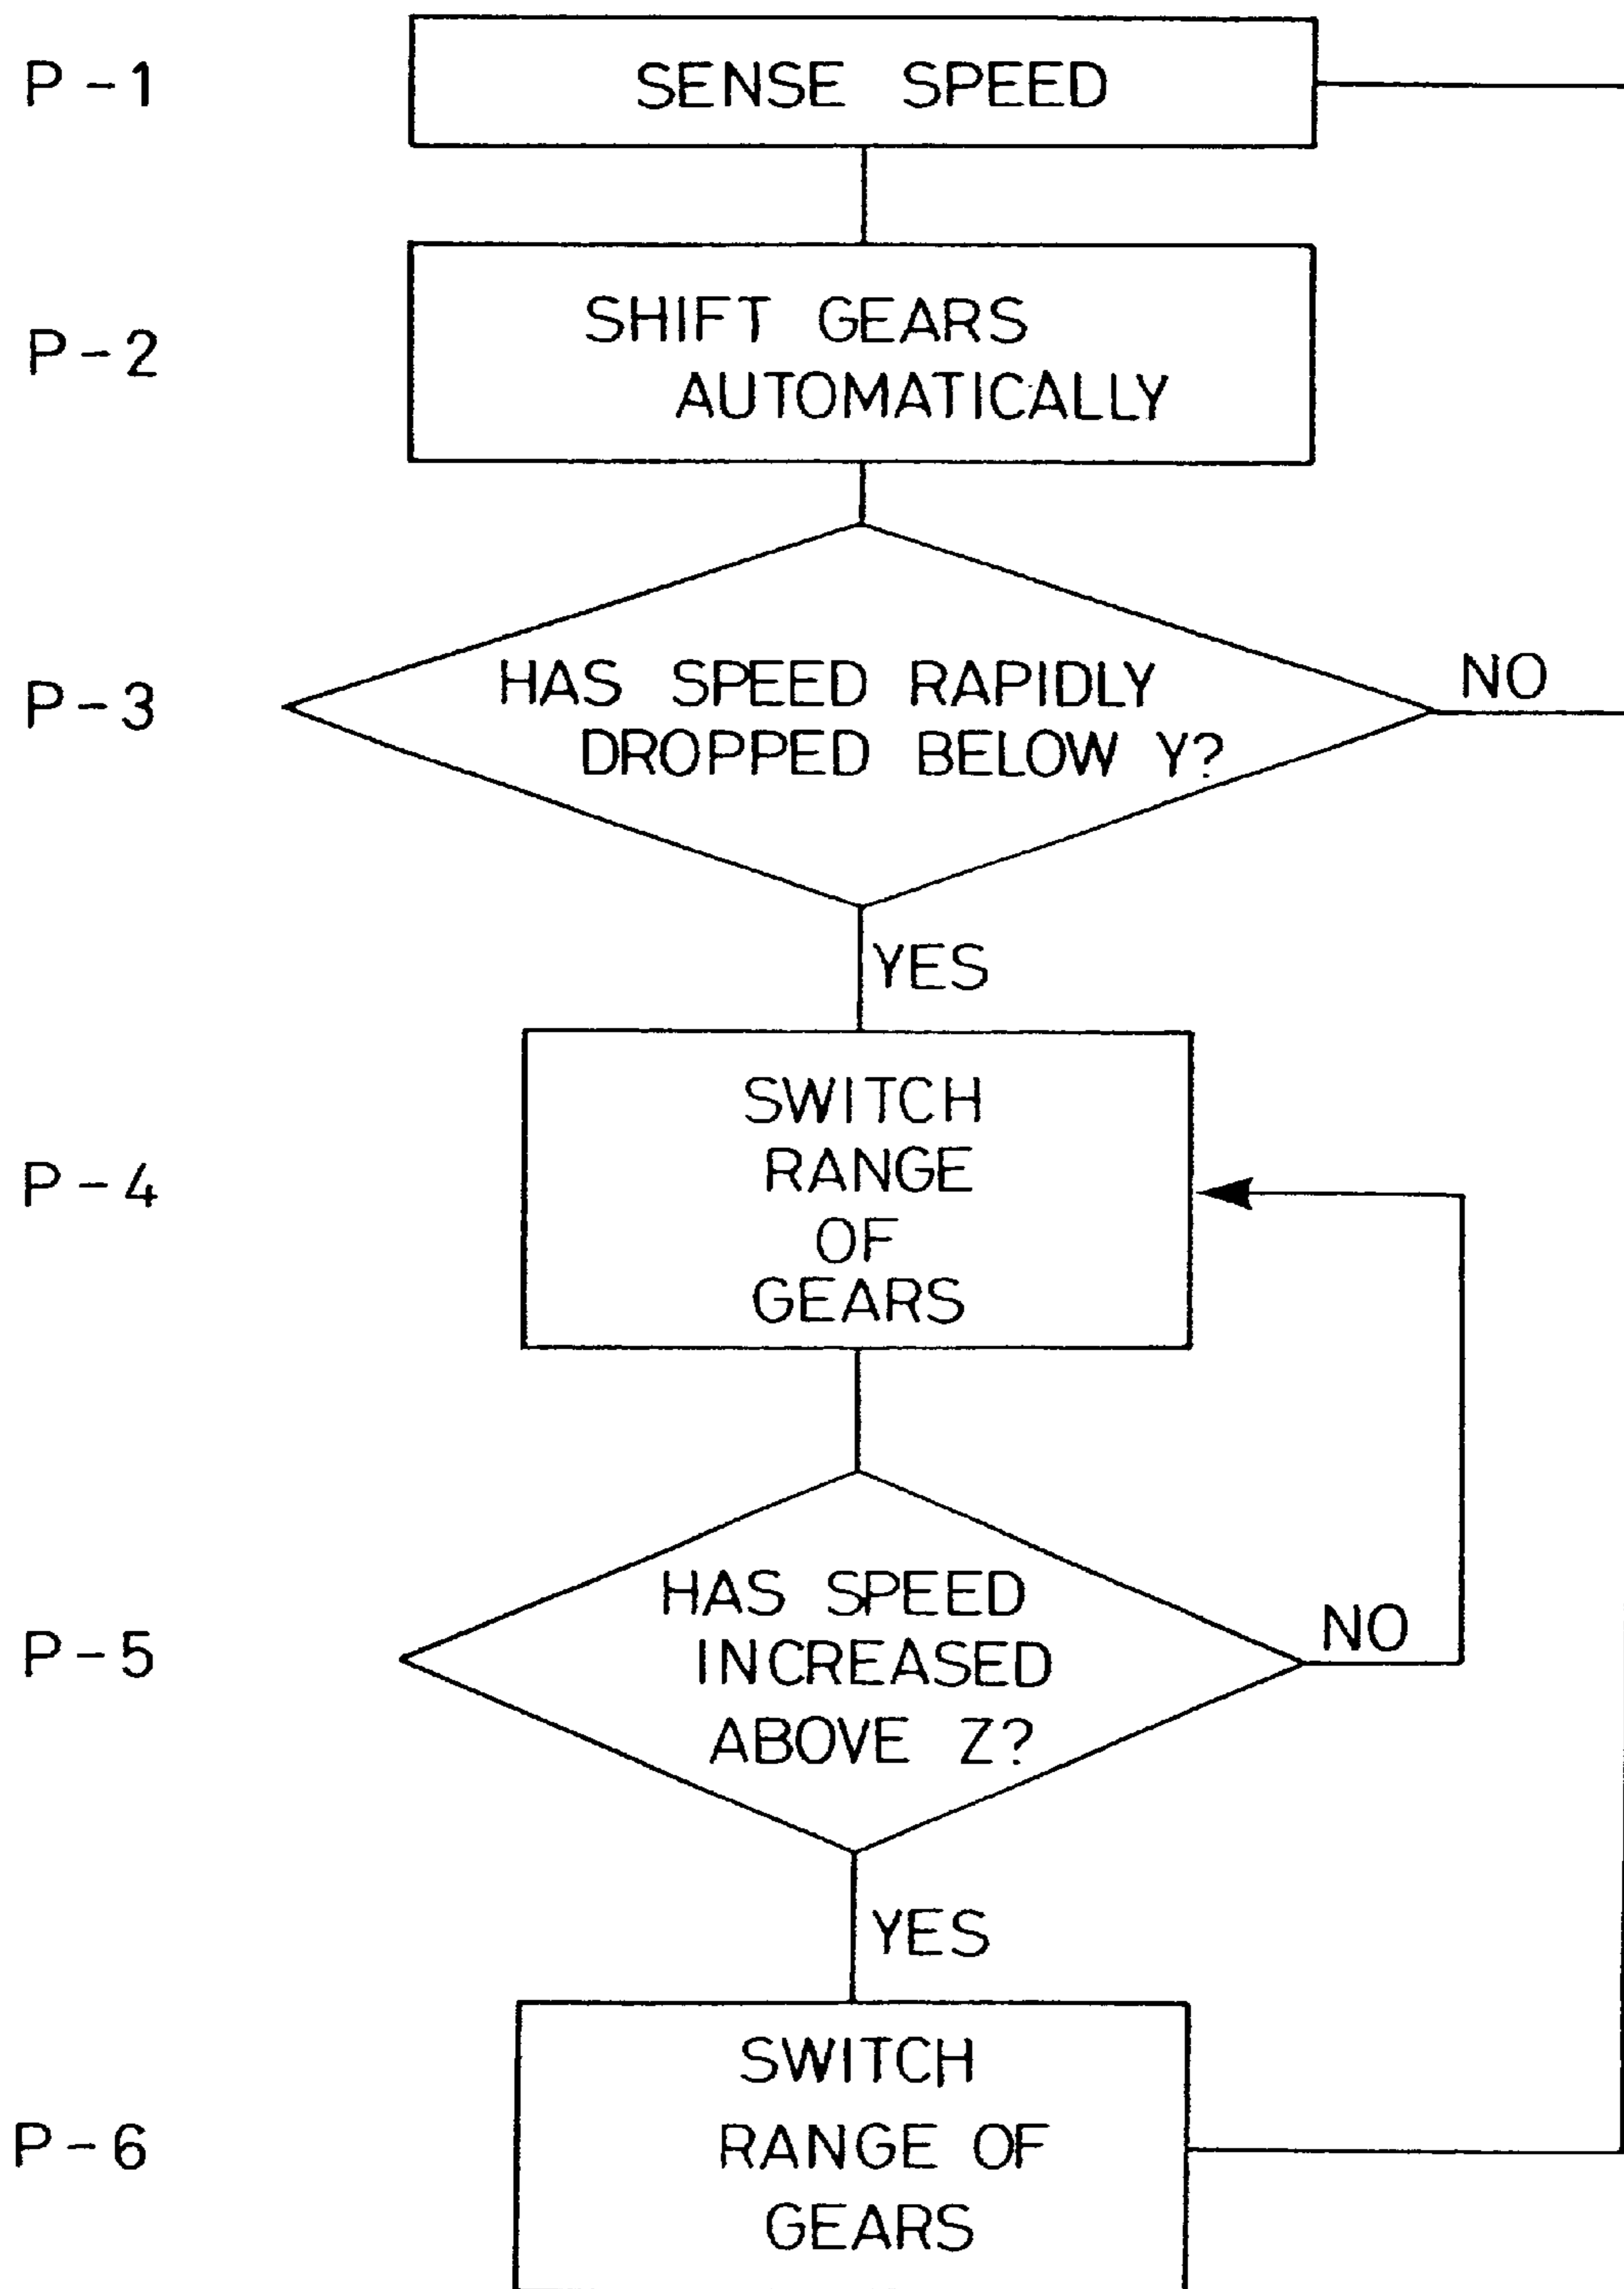 P-1
SENSE SPEED
P-2
SHIFT GEARS
AUTOMATICALLY
P-3
HAS SPEED RAPIDLY
DROPPED BELOW Y?
NO
YES
P-4
SWITCH
RANGE
OF
GEARS
P-5
HAS SPEED
INCREASED
ABOVE Z?
NO
YES
P-6
SWITCH
RANGE OF
GEARS